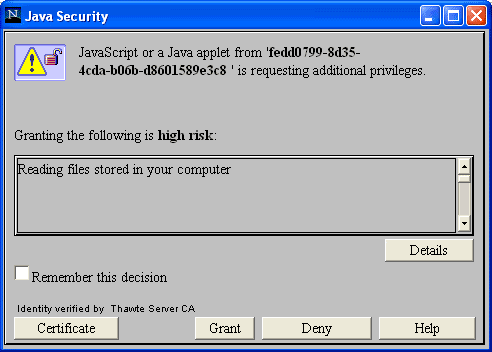 Java Security
JavaScript or a Java applet from 'fedd0799-8d35-
4cda-b06b-d8601589e3c8 ' is requesting additional privileges.
Granting the following is high risk:
Reading files stored in your computer
Details
Remember this decision
Identity verified by Thawte Server CA
Certificate Grant Deny Help